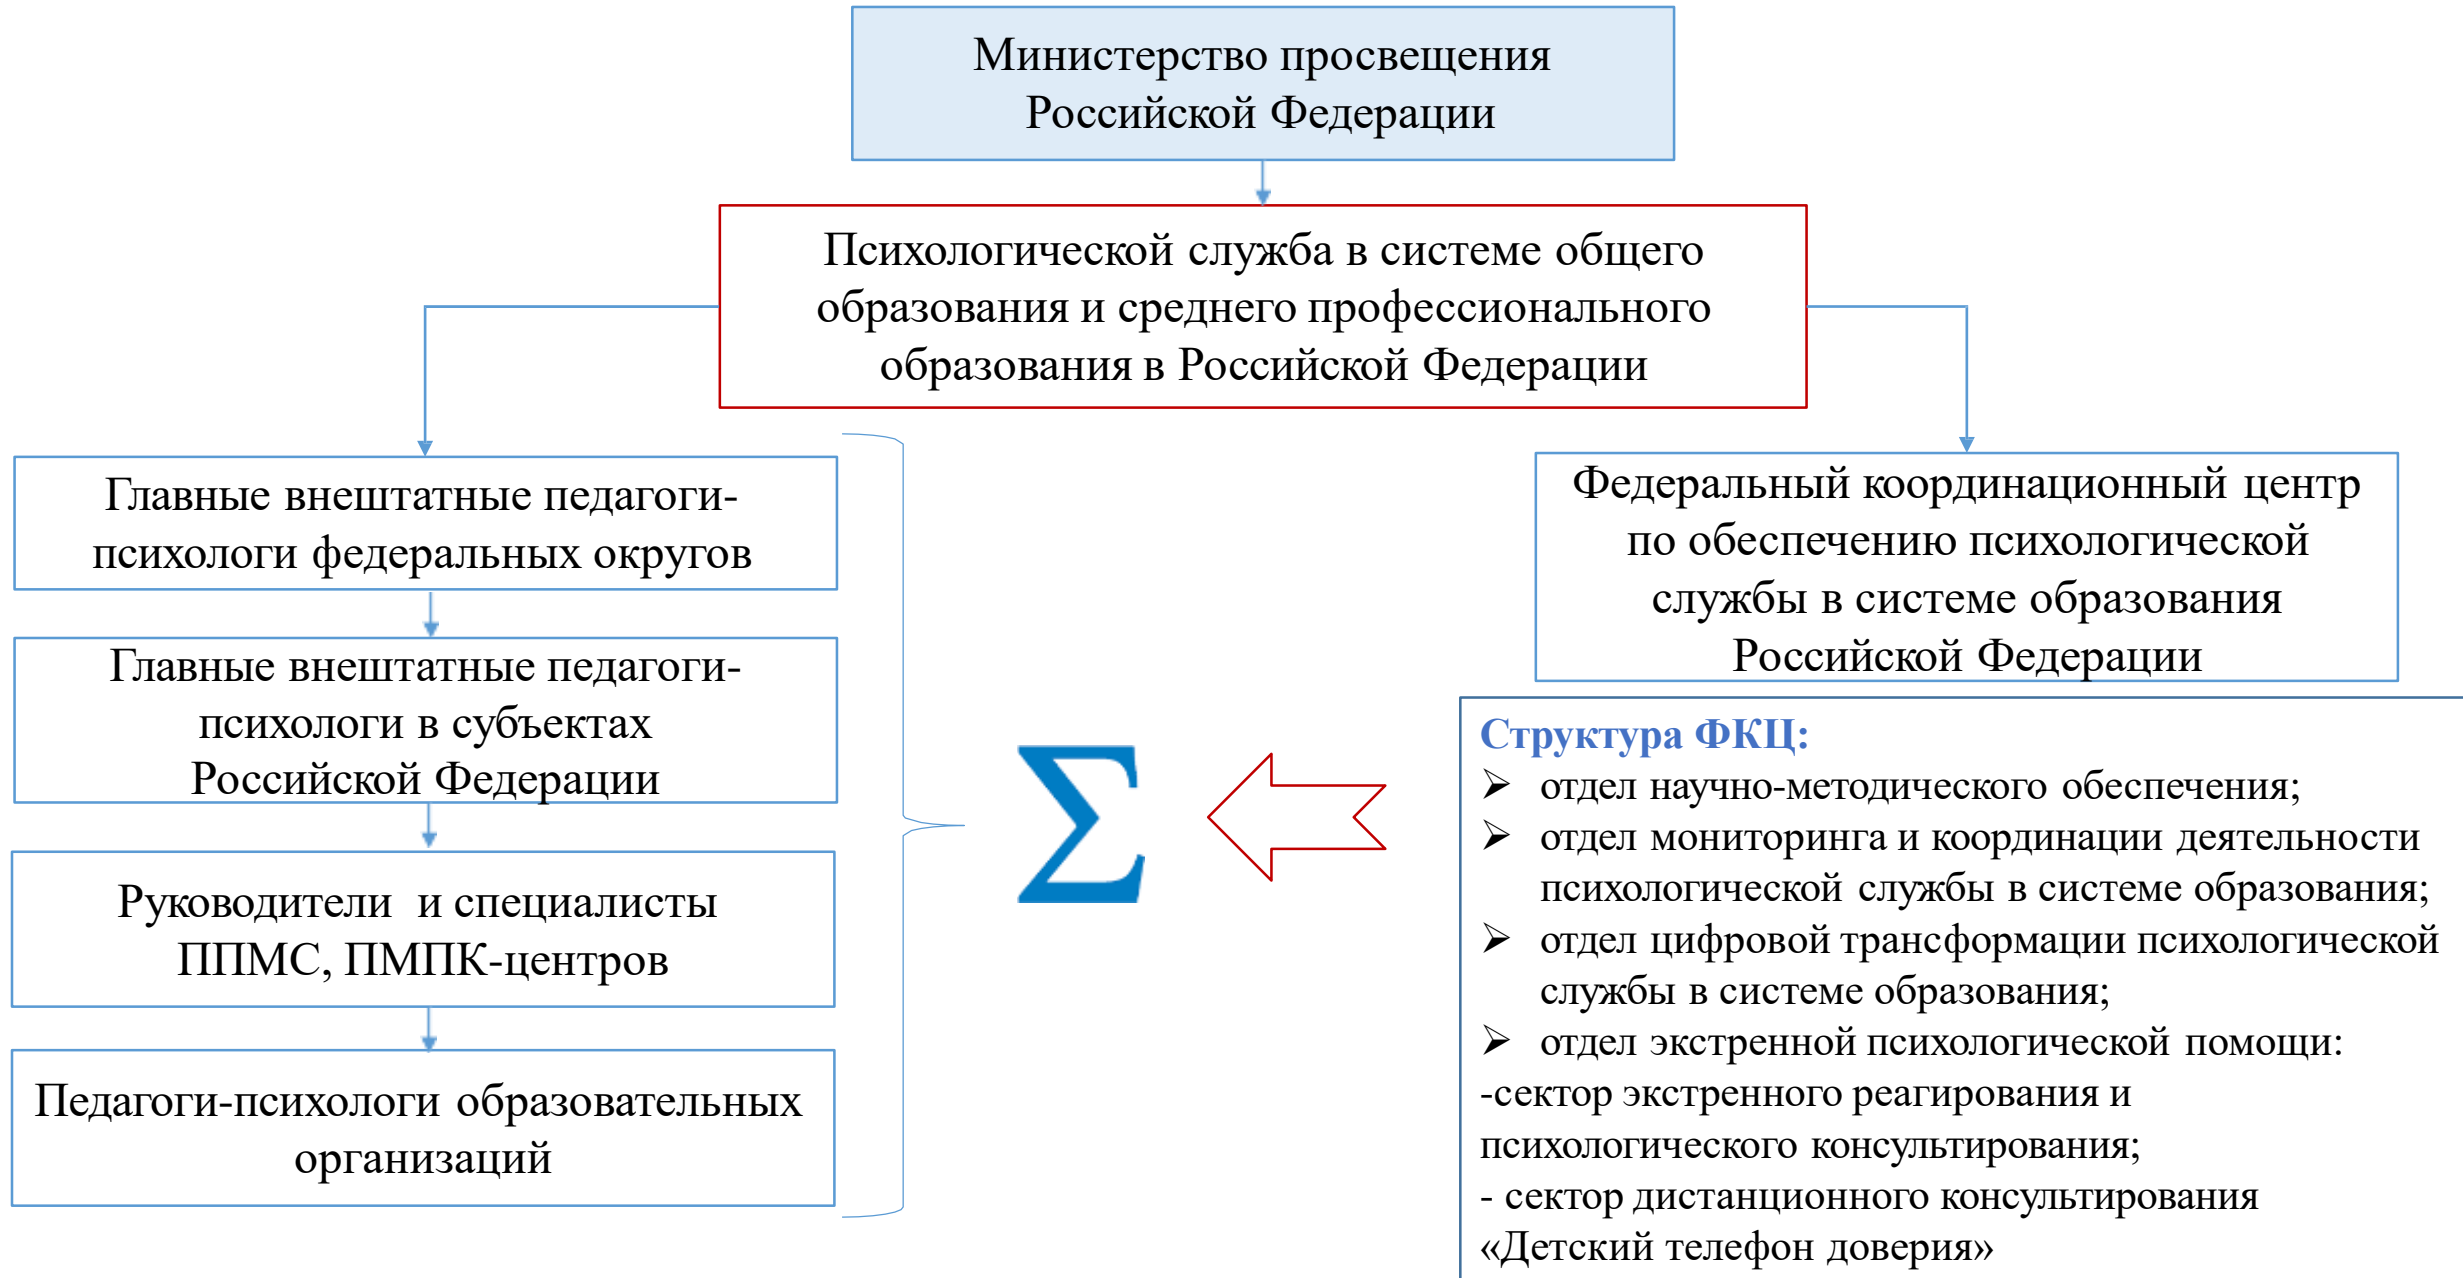 Министерство просвещения
Российской Федерации
Психологической служба в системе общего
образования и среднего профессионального
образования в Российской Федерации
Главные внештатные педагоги-
психологи федеральных округов
Главные внештатные педагоги-
психологи в субъектах
Российской Федерации
Руководители и специалисты
ППМС, ПМПК-центров
Педагоги-психологи образовательных
организаций
Σ
Федеральный координационный центр
по обеспечению психологической
службы в системе образования
Российской Федерации
Структура ФКЦ:
➢ отдел научно-методического обеспечения;
➢ отдел мониторинга и координации деятельности
психологической службы в системе образования;
➢ отдел цифровой трансформации психологической
службы в системе образования;
➢ отдел экстренной психологической помощи:
-сектор экстренного реагирования и
психологического консультирования;
- сектор дистанционного консультирования
«Детский телефон доверия»